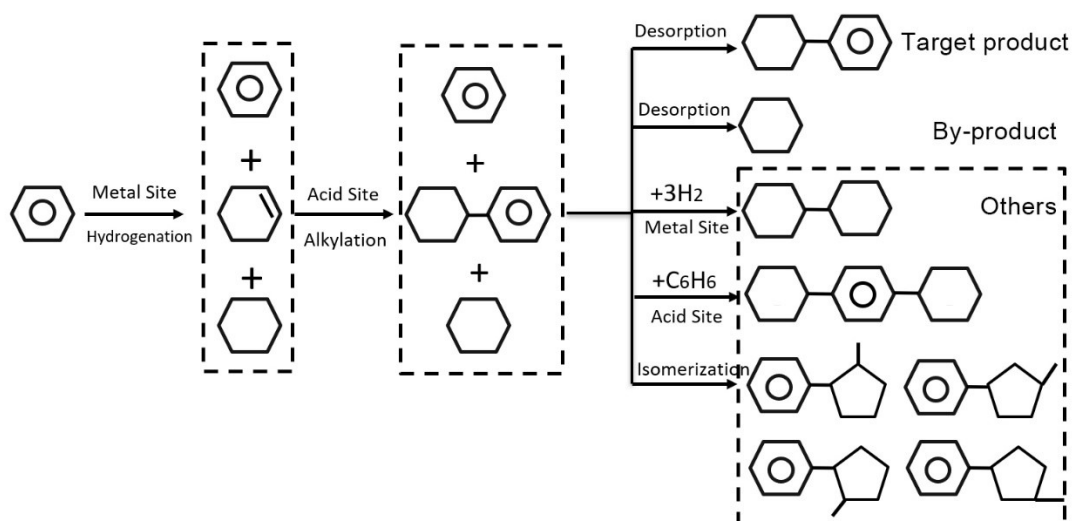 Metal Site
Hydrogenation
+
+
Acid Site
Alkylation
+
+
Desorption
Target product
Desorption
By-product
+3H2
Metal Site
Others
+C6H6
Acid Site
Isomerization